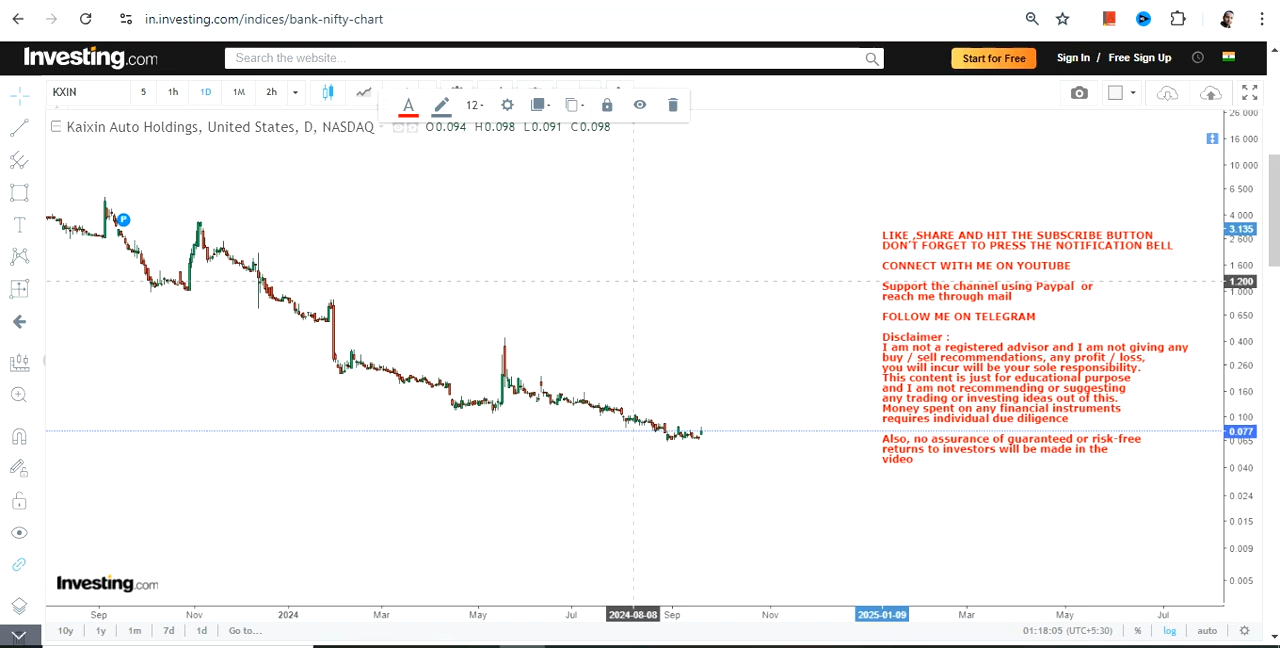 in.investing.com/indices/bank-nifty-chart
Investing.com
Search the website...
Start for Free
Sign In / Free Sign Up
KXIN 5 1h 1D 1M 2h
A 12
Kaixin Auto Holdings, United States, D, NASDAQ O0.094 H0.098 L0.091 C0.098
P
26.000
16.000
10.000
6.500
4.000
3.135
2.600
1.600
1.200
1.000
0.650
0.400
0.260
0.160
0.100
0.077
0.065
0.040
0.024
0.015
0.009
0.005
LIKE ,SHARE AND HIT THE SUBSCRIBE BUTTON
DON'T FORGET TO PRESS THE NOTIFICATION BELL
CONNECT WITH ME ON YOUTUBE
Support the channel using Paypal or
reach me through mail
FOLLOW ME ON TELEGRAM
Disclaimer :
I am not a registered advisor and I am not giving any
buy / sell recommendations, any profit / loss,
you will incur will be your sole responsibility.
This content is just for educational purpose
and I am not recommending or suggesting
any trading or investing ideas out of this.
Money spent on any financial instruments
requires individual due diligence
Also, no assurance of guaranteed or risk-free
returns to investors will be made in the
video
Investing.com
Sep Nov 2024 Mar May Jul 2024-08-08 Sep Nov 2025-01-09 Mar May Jul
10y 1y 1m 7d 1d Go to... 01:18:05 (UTC+5:30) % log auto